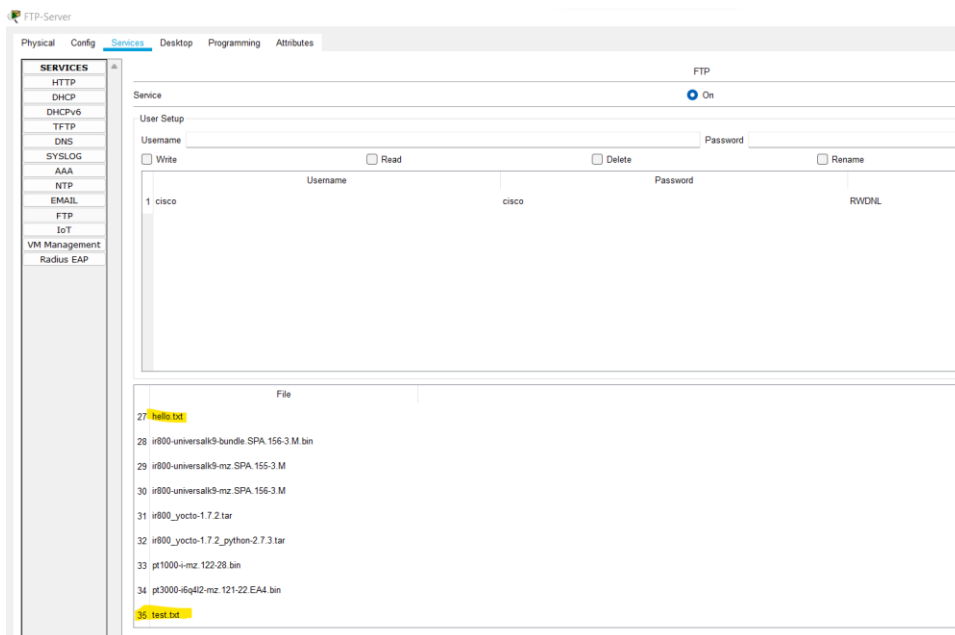 FTP-Server
Physical Config Services Desktop Programming Attributes
SERVICES
HTTP
DHCP
DHCPv6
TFTP
DNS
SYSLOG
AAA
NTP
EMAIL
FTP
IoT
VM Management
Radius EAP
FTP
Service On
User Setup
Username Password
Write Read Delete Rename
Username Password
1 cisco cisco RWDNL
File
27 hello.txt
28 ir800-universalk9-bundle.SPA.156-3.M.bin
29 ir800-universalk9-mz.SPA.155-3.M
30 ir800-universalk9-mz.SPA.156-3.M
31 ir800_yocto-1.7.2.tar
32 ir800_yocto-1.7.2_python-2.7.3.tar
33 pt1000-i-mz.122-28.bin
34 pt3000-i6q4l2-mz.121-22.EA4.bin
35 test.txt